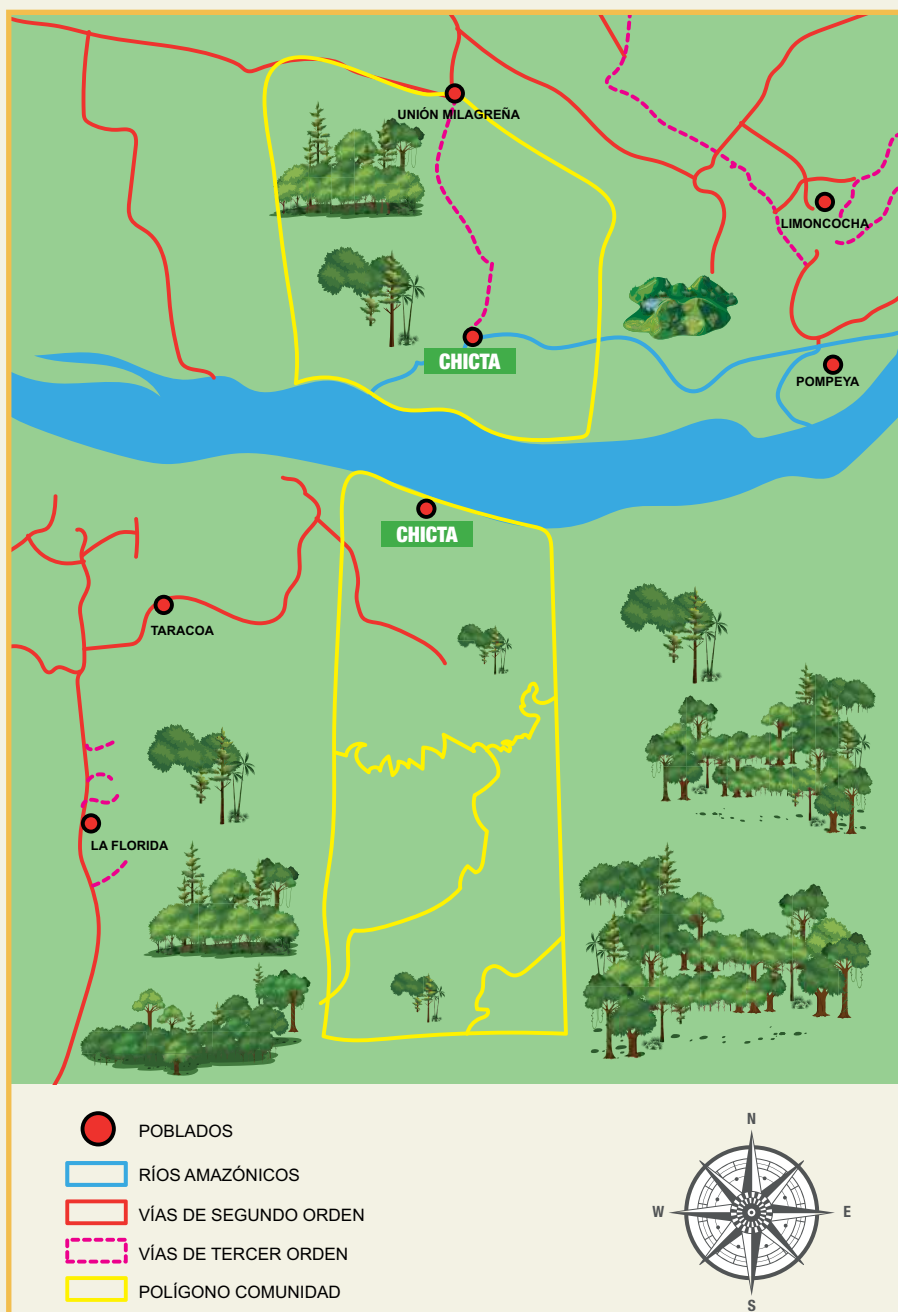 UNIÓN MILAGREÑA
LIMONCOCHA
CHICTA
POMPEYA
CHICTA
TARACOA
LA FLORIDA
POBLADOS
RÍOS AMAZÓNICOS
VÍAS DE SEGUNDO ORDEN
VÍAS DE TERCER ORDEN
POLÍGONO COMUNIDAD
N
W
E
S